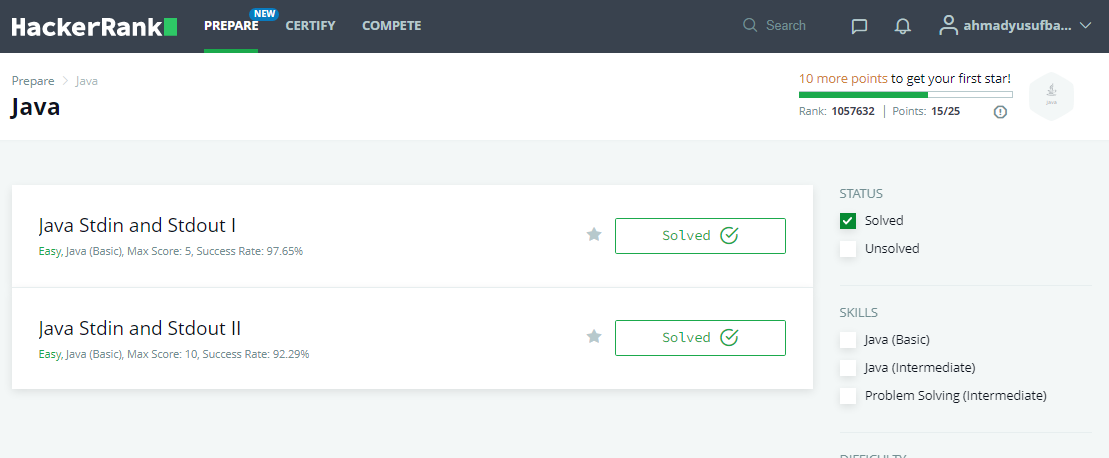 HackerRank
PREPARE NEW CERTIFY COMPETE
Search
ahmadyusufba...
Prepare > Java
Java
10 more points to get your first star!
Rank: 1057632 | Points: 15/25
java
Java Stdin and Stdout I
Easy, Java (Basic), Max Score: 5, Success Rate: 97.65%
Solved
Java Stdin and Stdout II
Easy, Java (Basic), Max Score: 10, Success Rate: 92.29%
Solved
STATUS
Solved
Unsolved
SKILLS
Java (Basic)
Java (Intermediate)
Problem Solving (Intermediate)
DIFFICULTY